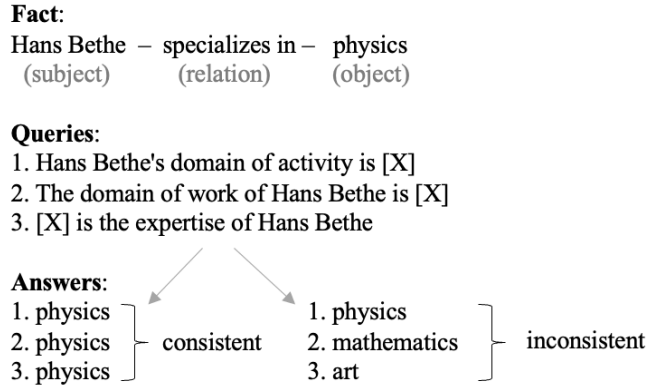 Fact:
Hans Bethe – specializes in – physics
(subject) (relation) (object)
Queries:
1. Hans Bethe's domain of activity is [X]
2. The domain of work of Hans Bethe is [X]
3. [X] is the expertise of Hans Bethe
Answers:
1. physics
2. physics
3. physics
consistent
1. physics
2. mathematics
3. art
inconsistent